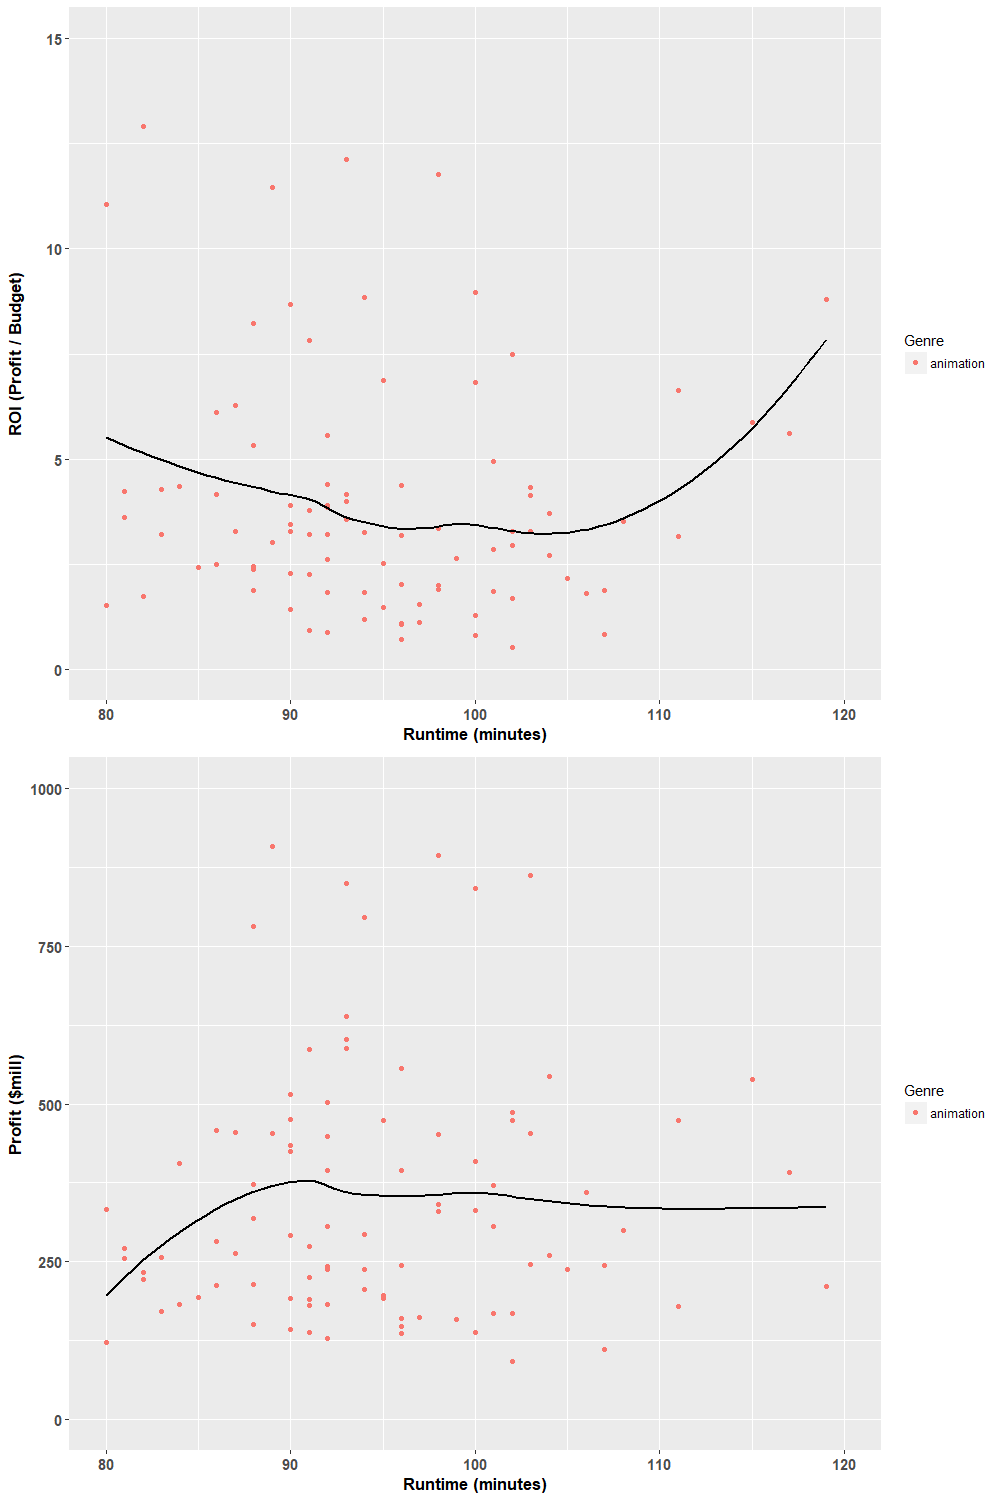 15
10
5
0
ROI (Profit / Budget)
80 90 100 110 120
Runtime (minutes)
Genre
animation
1000
750
500
250
0
Profit ($mill)
80 90 100 110 120
Runtime (minutes)
Genre
animation